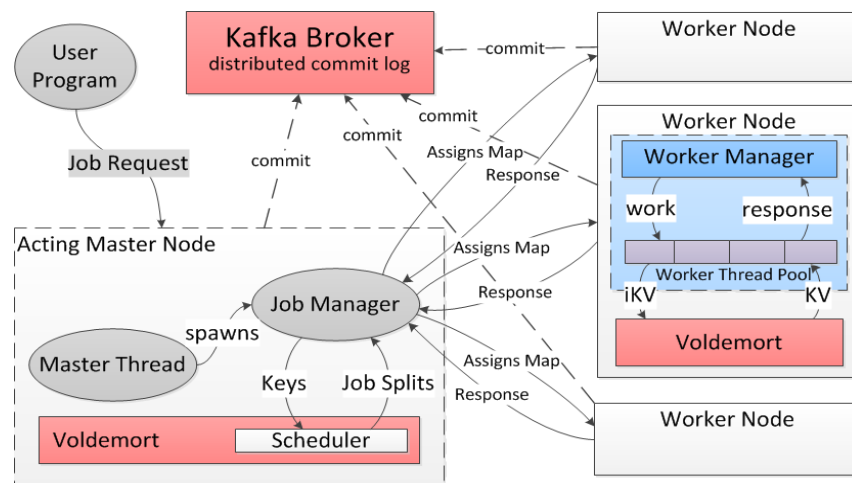 User
Program
Kafka Broker
distributed commit log
commit
Worker Node
Job Request
commit
commit
commit
Assigns Map
Response
Worker Node
Worker Manager
work
response
Worker Thread Pool
iKV
KV
Voldemort
Acting Master Node
Job Manager
spawns
Master Thread
Keys
Job Splits
Voldemort
Scheduler
Assigns Map
Response
Assigns Map
Response
Worker Node